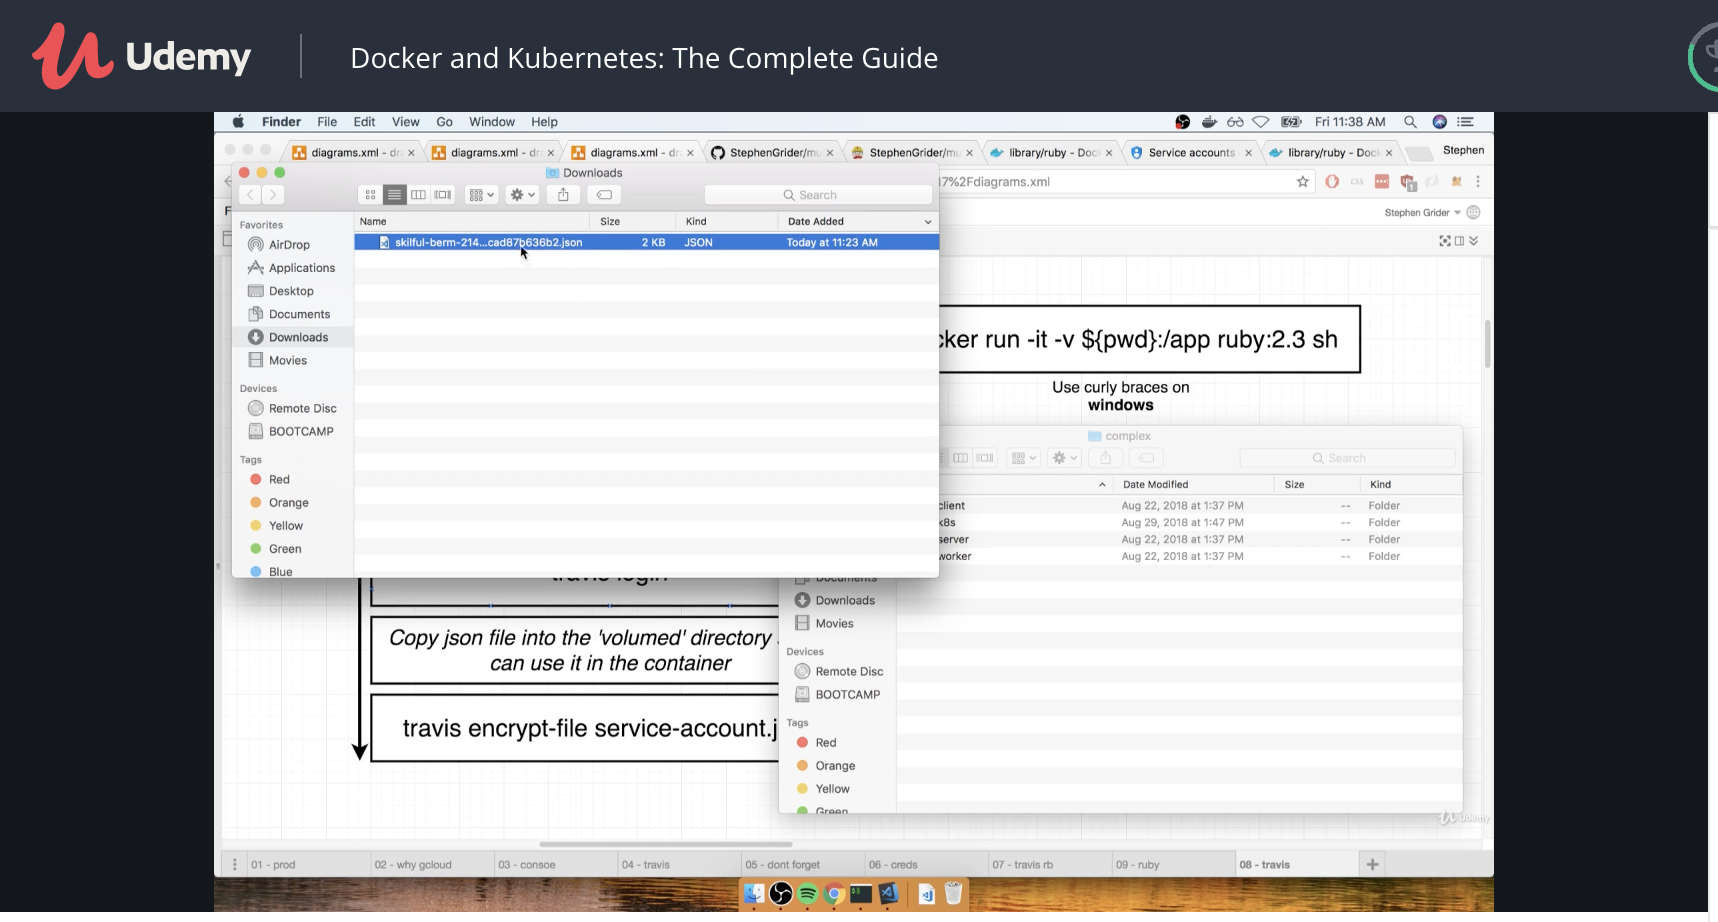 Udemy
Docker and Kubernetes: The Complete Guide
Finder File Edit View Go Window Help
Fri 11:38 AM
diagrams.xml - dr
diagrams.xml - dr
diagrams.xml - dr
StephenGrider/mu
StephenGrider/mu
library/ruby - Doc
Service accounts
library/ruby - Doc
Stephen
Downloads
7%2Fdiagrams.xml
Search
Stephen Grider
Favorites
AirDrop
Applications
Desktop
Documents
Downloads
Movies
Devices
Remote Disc
BOOTCAMP
Tags
Red
Orange
Yellow
Green
Blue
Name Size Kind Date Added
skilful-berm-214...cad87b636b2.json 2 KB JSON Today at 11:23 AM
cker run -it -v ${pwd}:/app ruby:2.3 sh
Use curly braces on
windows
complex
Search
Date Modified Size Kind
client Aug 22, 2018 at 1:37 PM -- Folder
k8s Aug 29, 2018 at 1:47 PM -- Folder
server Aug 22, 2018 at 1:37 PM -- Folder
worker Aug 22, 2018 at 1:37 PM -- Folder
travis login
Copy json file into the 'volumed' directory
can use it in the container
travis encrypt-file service-account.j
Documents
Downloads
Movies
Devices
Remote Disc
BOOTCAMP
Tags
Red
Orange
Yellow
Green
Udemy
01 - prod
02 - why gcloud
03 - consoe
04 - travis
05 - dont forget
06 - creds
07 - travis rb
09 - ruby
08 - travis